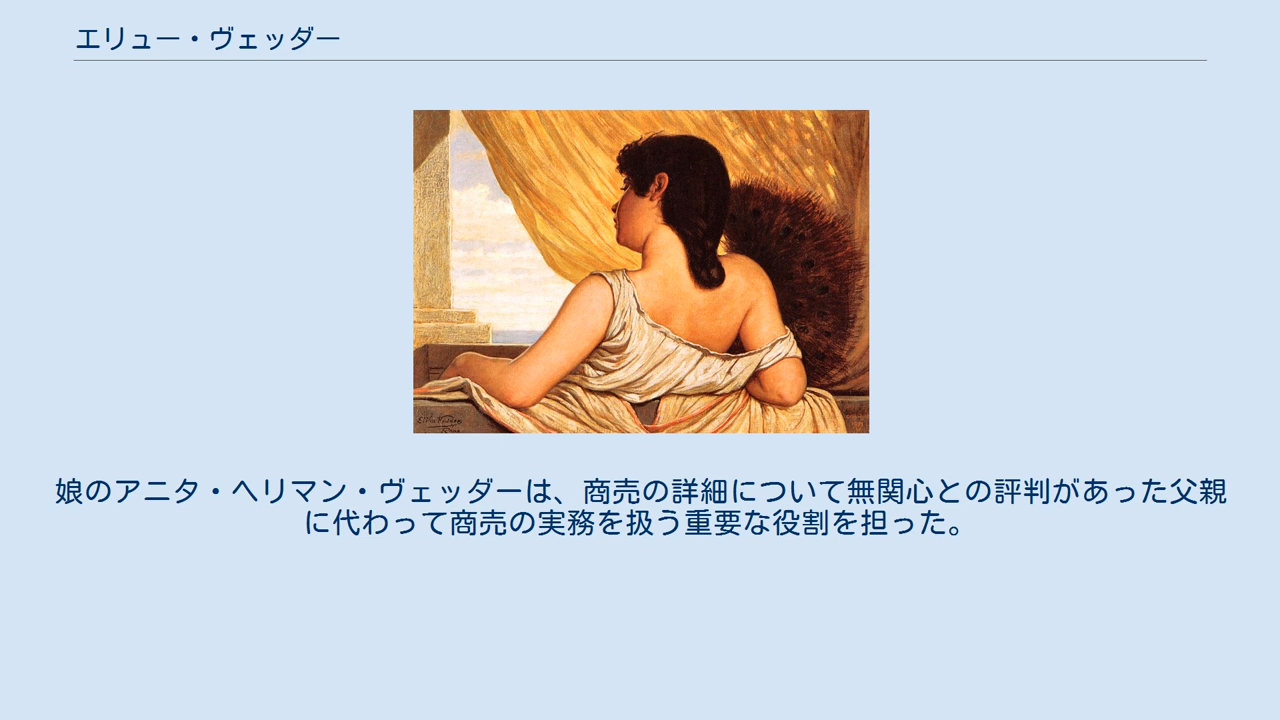 エリュー・ヴェッダー
娘のアニタ・ヘリマン・ヴェッダーは、商売の詳細について無関心との評判があった父親
に代わって商売の実務を扱う重要な役割を担った。